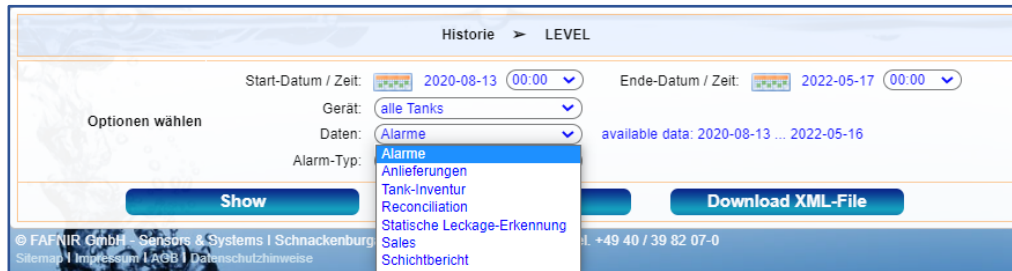 Historie ➢ LEVEL
Start-Datum / Zeit: 2020-08-13 00:00 Ende-Datum / Zeit: 2022-05-17 00:00
Gerät: alle Tanks
Optionen wählen
Daten: Alarme available data: 2020-08-13 ... 2022-05-16
Alarm-Typ:
Alarme
Anlieferungen
Tank-Inventur
Reconciliation
Statische Leckage-Erkennung
Sales
Schichtbericht
Show Download XML-File
© FAFNIR GmbH - Sensors & Systems I Schnackenburg +49 40 / 39 82 07-0
Sitemap I Impressum I AGB I Datenschutzhinweise